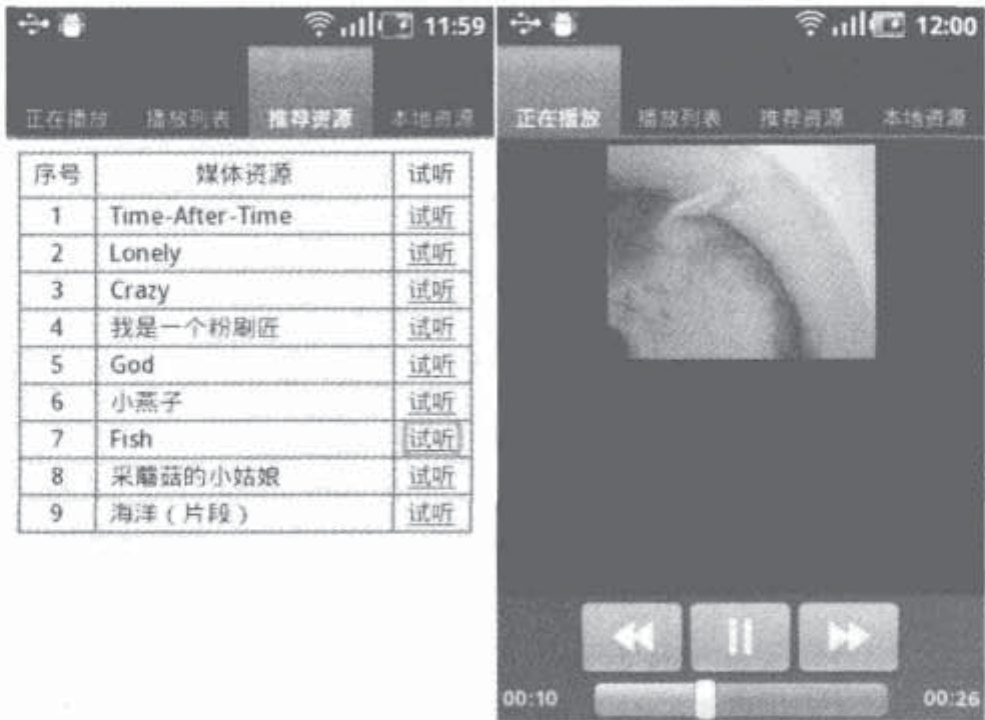 11:59
正在播放 播放列表 推荐资源 本地资源
序号 媒体资源 试听
1 Time-After-Time 试听
2 Lonely 试听
3 Crazy 试听
4 我是一个粉刷匠 试听
5 God 试听
6 小燕子 试听
7 Fish 试听
8 采蘑菇的小姑娘 试听
9 海洋（片段） 试听
12:00
正在播放 播放列表 推荐资源 本地资源
00:10 00:26